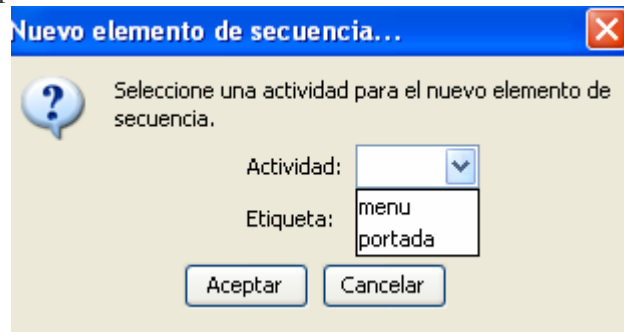 Nuevo elemento de secuencia...
Seleccione una actividad para el nuevo elemento de
secuencia.
Actividad:
Etiqueta:
menu
portada
Aceptar
Cancelar